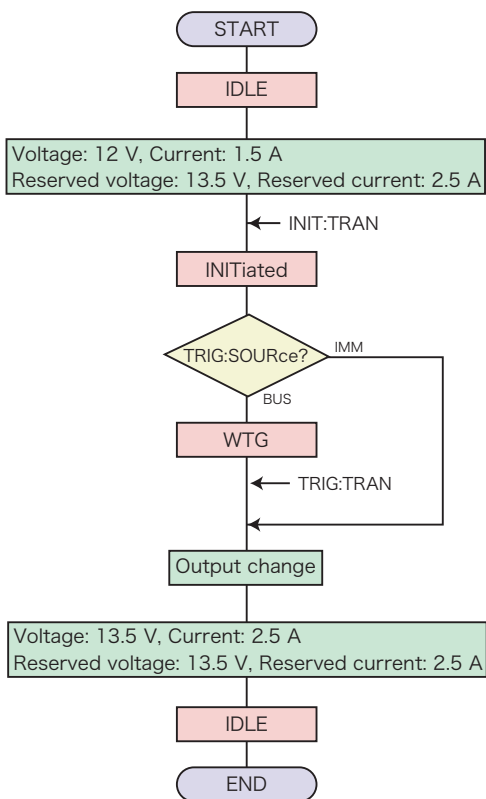 START
IDLE
Voltage: 12 V, Current: 1.5 A
Reserved voltage: 13.5 V, Reserved current: 2.5 A
INIT:TRAN
INITiated
TRIG:SOURce?
IMM
BUS
WTG
TRIG:TRAN
Output change
Voltage: 13.5 V, Current: 2.5 A
Reserved voltage: 13.5 V, Reserved current: 2.5 A
IDLE
END